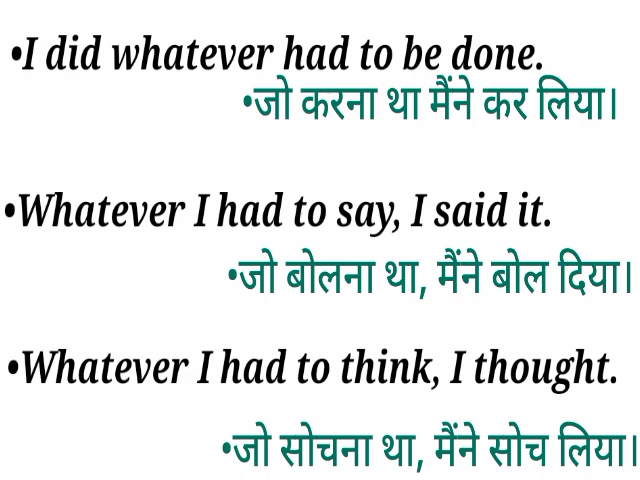 •I did whatever had to be done.
•जो करना था मैंने कर लिया।
•Whatever I had to say, I said it.
•जो बोलना था, मैंने बोल दिया।
•Whatever I had to think, I thought.
•जो सोचना था, मैंने सोच लिया।